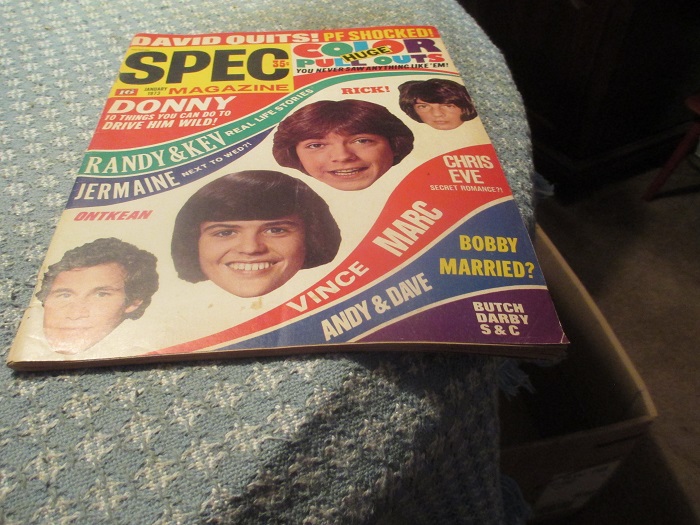 DAVID QUITS! PF SHOCKED!
SPEC
35¢
16
JANUARY
1973
MAGAZINE
COLOR
HUGE
PULL OUTS
YOU NEVER SAW ANYTHING LIKE 'EM!
DONNY
10 THINGS YOU CAN DO TO
DRIVE HIM WILD!
RICK!
RANDY & KEV REAL LIFE STORIES
JERMAINE NEXT TO WED?!
ONTKEAN
CHRIS
EVE
SECRET ROMANCE?!
VINCE MARC
ANDY & DAVE
BOBBY
MARRIED?
BUTCH
DARBY
S & C